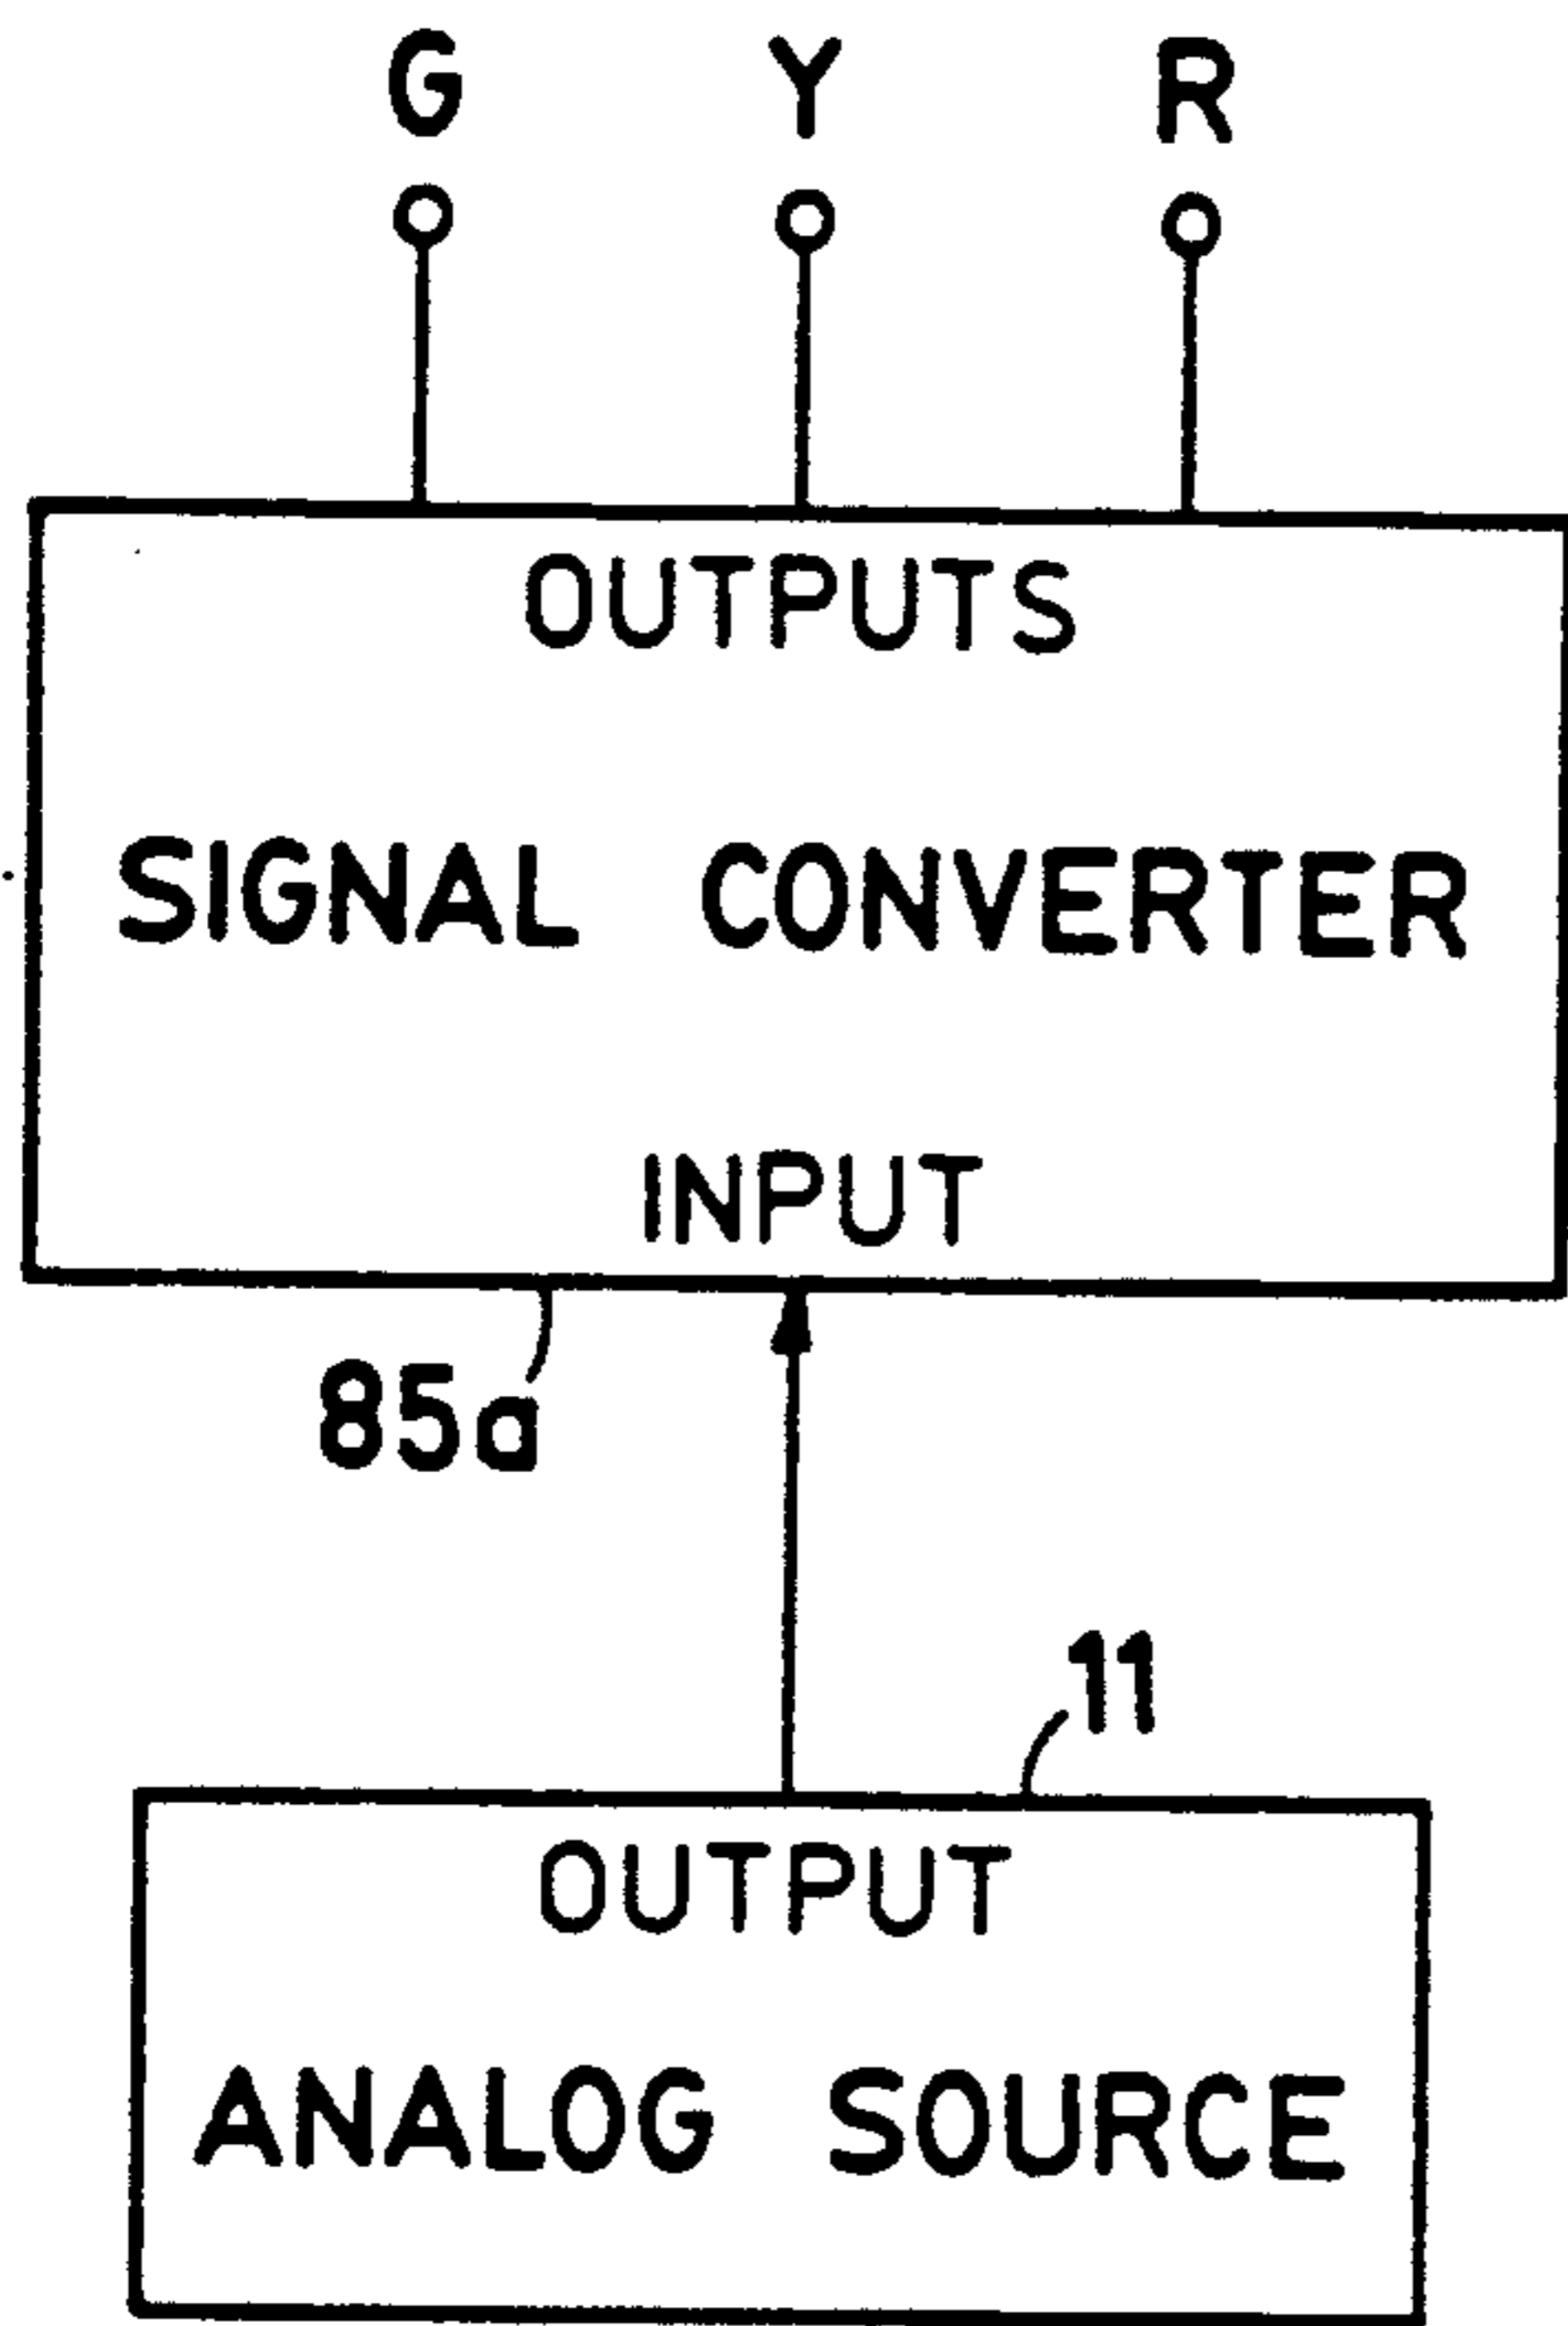 G Y R
OUTPUTS
SIGNAL CONVERTER
INPUT
85a
11
OUTPUT
ANALOG SOURCE